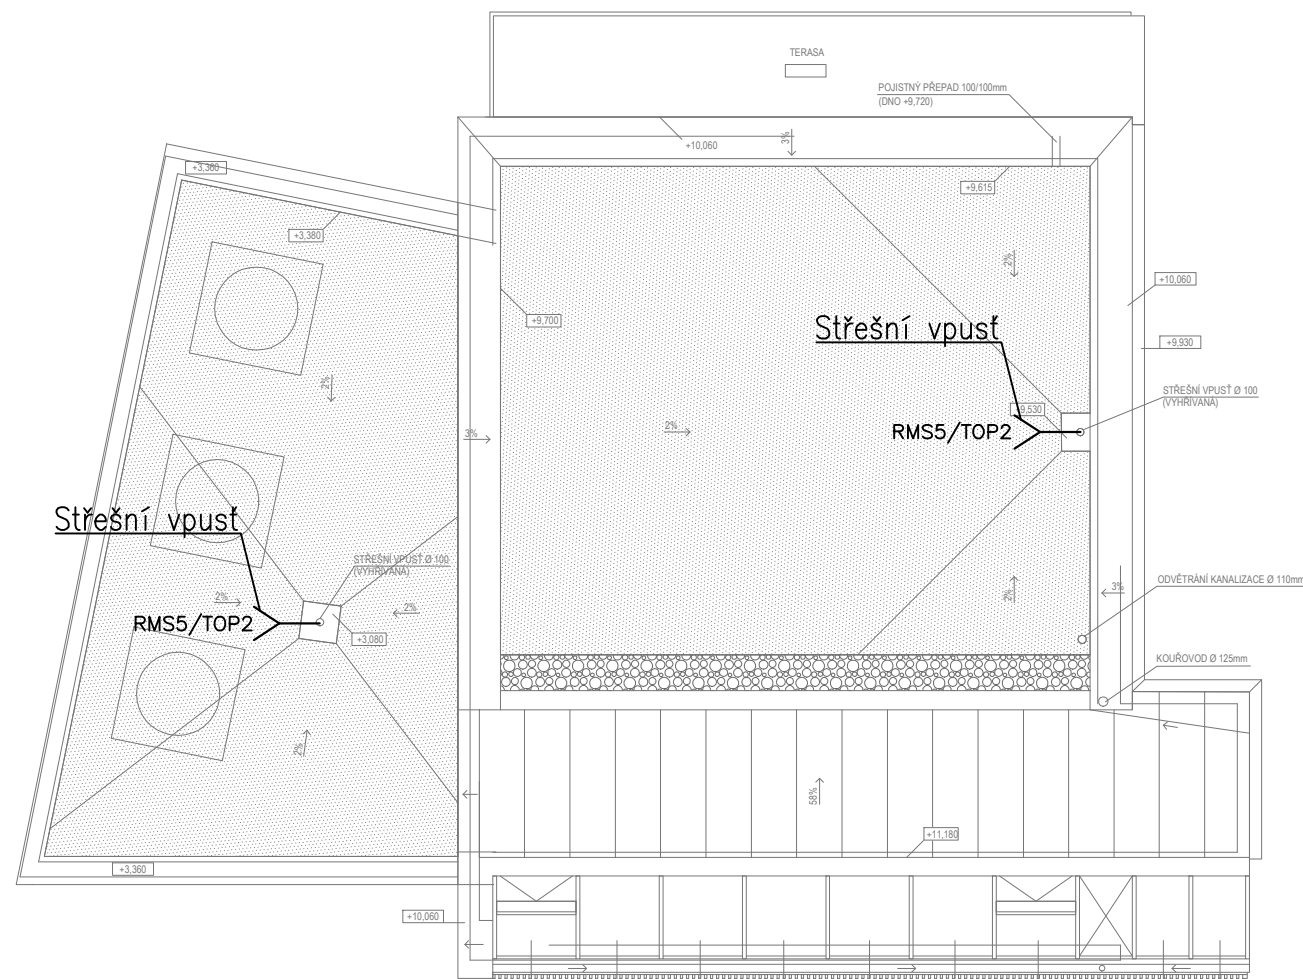 TERASA
POJISTNÝ PŘEPAD 100/100mm
(DNO +9,720)
+10,060
3%
+3,360
+9,615
+3,380
2%
+10,060
+9,700
Střešní vpusť
+9,930
2%
STŘEŠNÍ VPUSŤ Ø 100
(VYHŘÍVANÁ)
+9,530
RMS5/TOP2
2%
3%
Střešní vpusť
STŘEŠNÍ VPUSŤ Ø 100
(VYHŘÍVANÁ)
ODVĚTRÁNÍ KANALIZACE Ø 110mm
3%
2%
2%
2%
RMS5/TOP2
+3,080
KOUŘOVOD Ø 125mm
2%
58%
+11,180
+3,360
+10,060